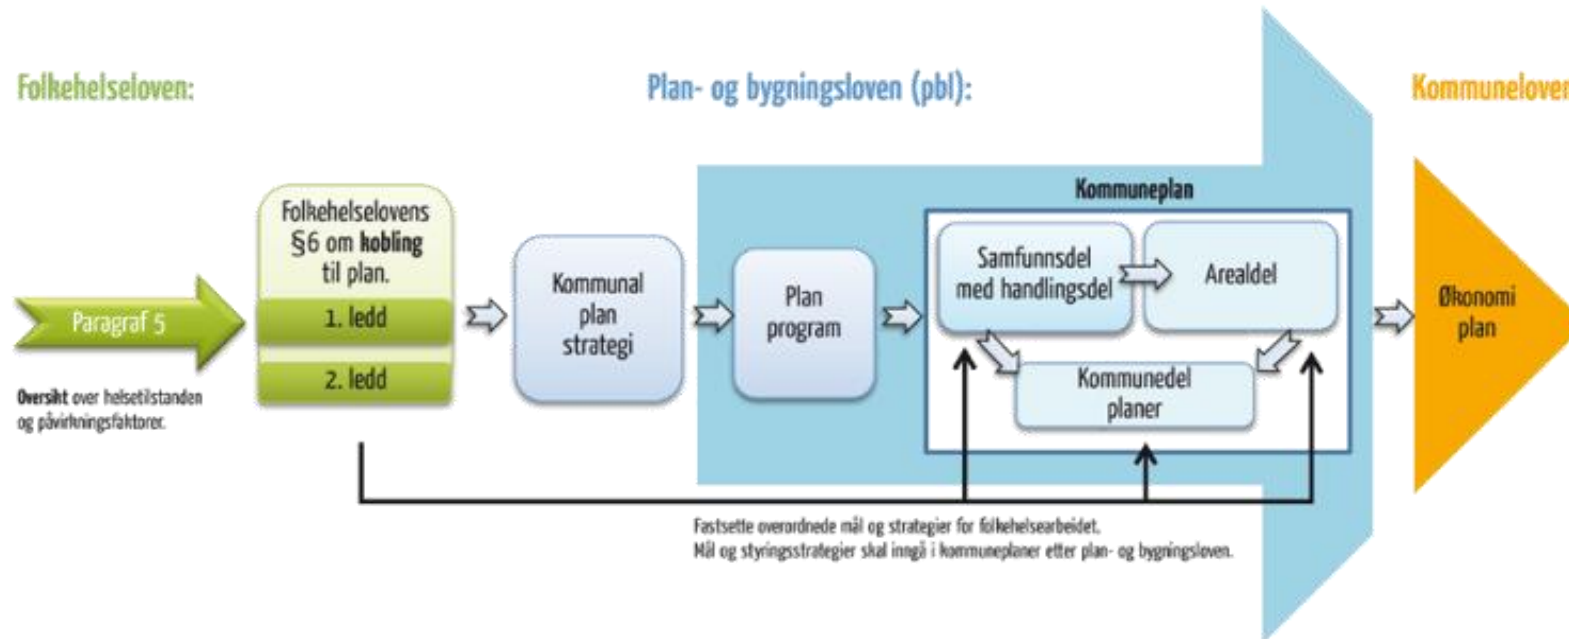 Folkehelseloven:
Plan- og bygningsloven (pbl):
Kommuneloven
Paragraf 5
Oversikt over helsetilstanden
og påvirkningsfaktorer.
Folkehelselovens
§6 om kobling
til plan.
1. ledd
2. ledd
Kommunal
plan
strategi
Plan
program
Kommuneplan
Samfunnsdel
med handlingsdel
Arealdel
Kommunedel
planer
Økonomi
plan
Fastsette overordnede mål og strategier for folkehelsearbeidet.
Mål og styringsstrategier skal inngå i kommuneplaner etter plan- og bygningsloven.